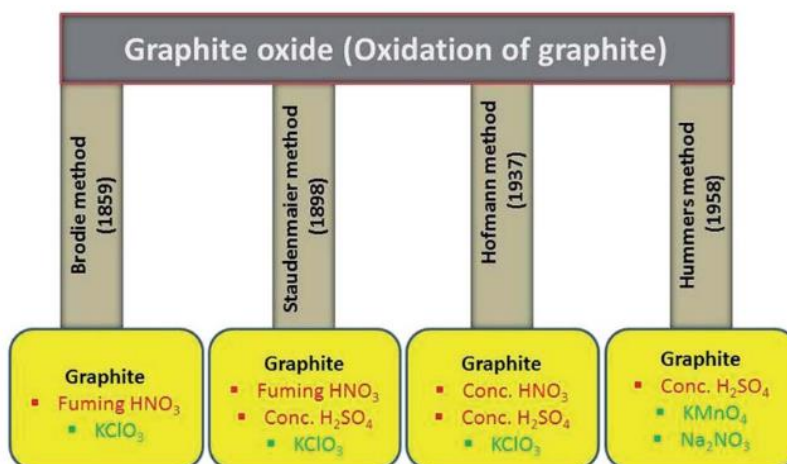 Graphite oxide (Oxidation of graphite)
Brodie method
(1859)
Staudenmaier method
(1898)
Hofmann method
(1937)
Hummers method
(1958)
Graphite
▪ Fuming HNO₃
▪ KClO₃
Graphite
▪ Fuming HNO₃
▪ Conc. H₂SO₄
▪ KClO₃
Graphite
▪ Conc. HNO₃
▪ Conc. H₂SO₄
▪ KClO₃
Graphite
▪ Conc. H₂SO₄
▪ KMnO₄
▪ Na₂NO₃